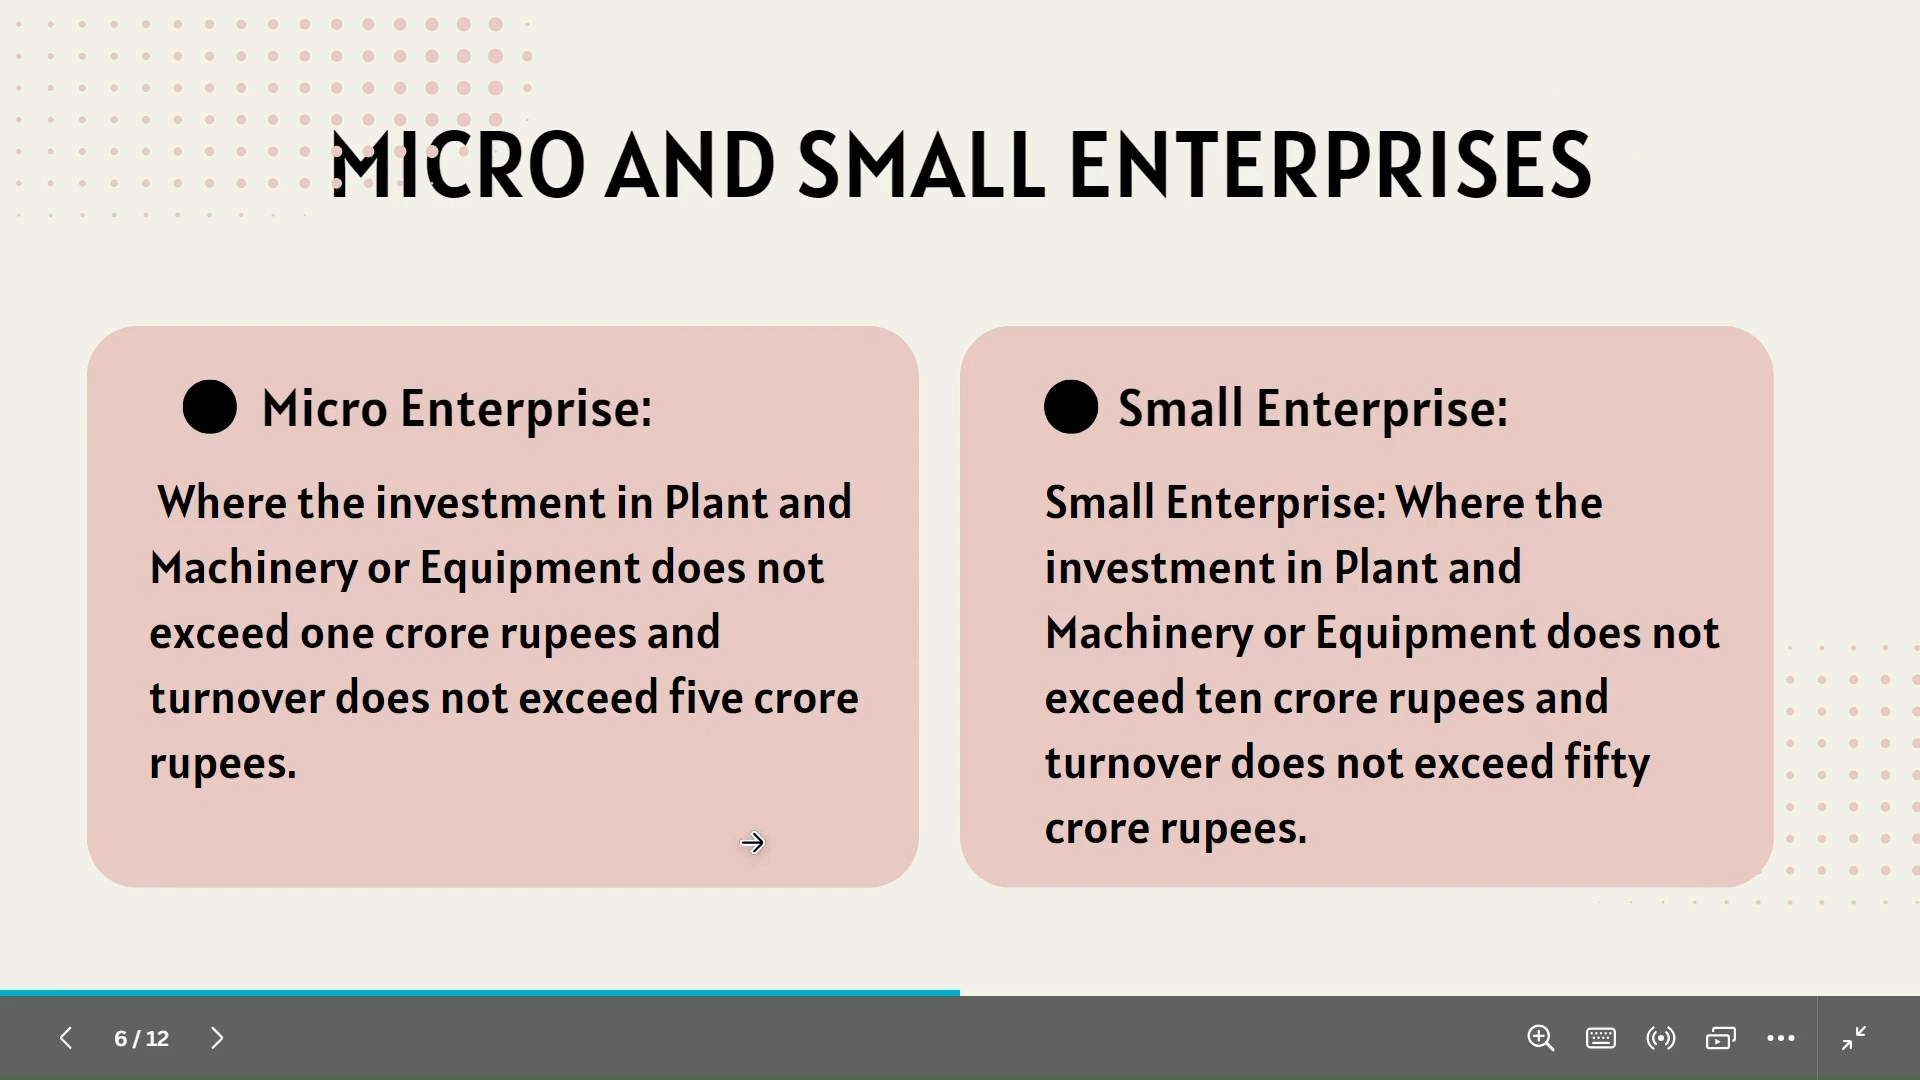 MICRO AND SMALL ENTERPRISES
Micro Enterprise:
Where the investment in Plant and
Machinery or Equipment does not
exceed one crore rupees and
turnover does not exceed five crore
rupees.
Small Enterprise:
Small Enterprise: Where the
investment in Plant and
Machinery or Equipment does not
exceed ten crore rupees and
turnover does not exceed fifty
crore rupees.
6 / 12